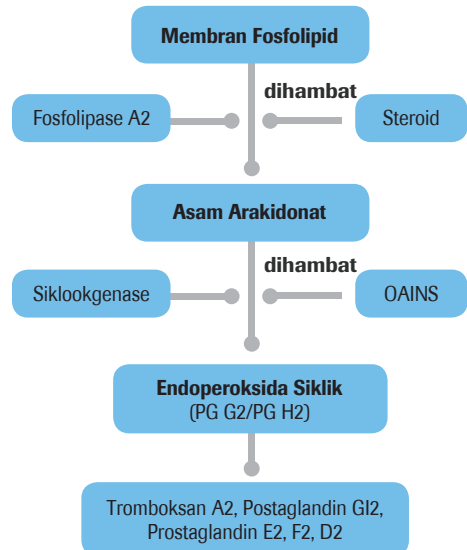 Membran Fosfolipid
dihambat
Fosfolipase A2
Steroid
Asam Arakidonat
dihambat
Siklookgenase
OAINS
Endoperoksida Siklik
(PG G2/PG H2)
Tromboksan A2, Postaglandin GI2,
Prostaglandin E2, F2, D2